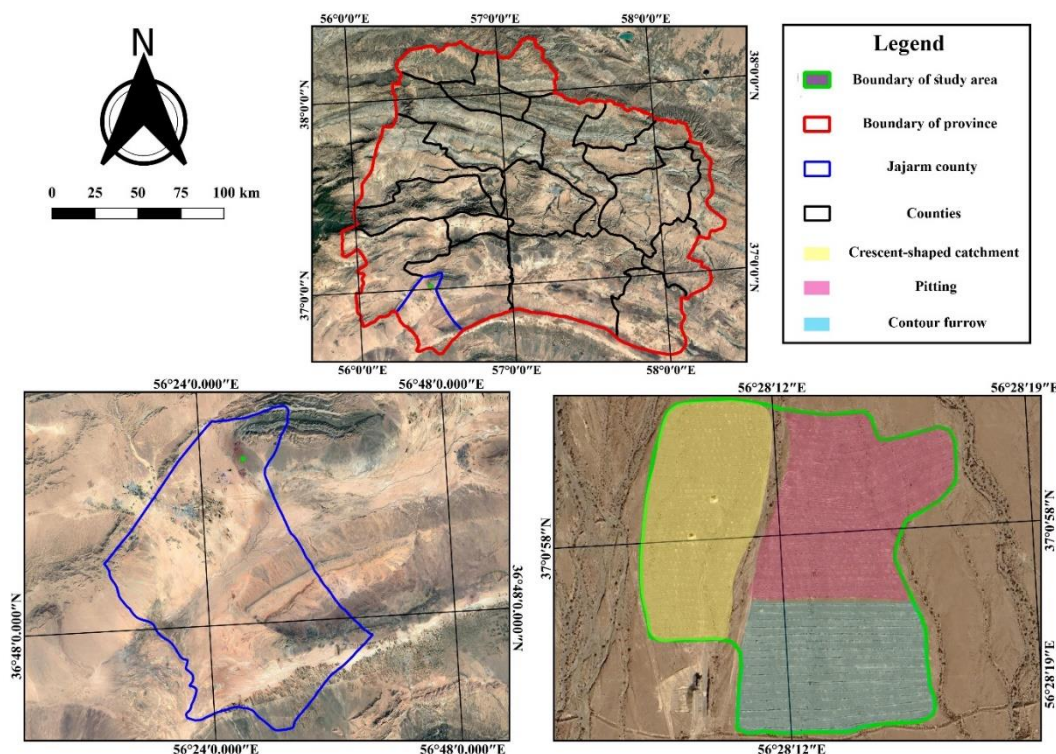 N
0 25 50 75 100 km
56°0'0"E 57°0'0"E 58°0'0"E
38°0'0"N
38°0'0"N
37°0'0"N
37°0'0"N
56°0'0"E 57°0'0"E 58°0'0"E
Legend
Boundary of study area
Boundary of province
Jajarm county
Counties
Crescent-shaped catchment
Pitting
Contour furrow
56°24'0.000"E 56°48'0.000"E
36°48'0.000"N
36°48'0.000"N
56°24'0.000"E 56°48'0.000"E
56°28'12"E 56°28'19"E
37°0'58"N
37°0'58"N
56°28'19"E
56°28'12"E